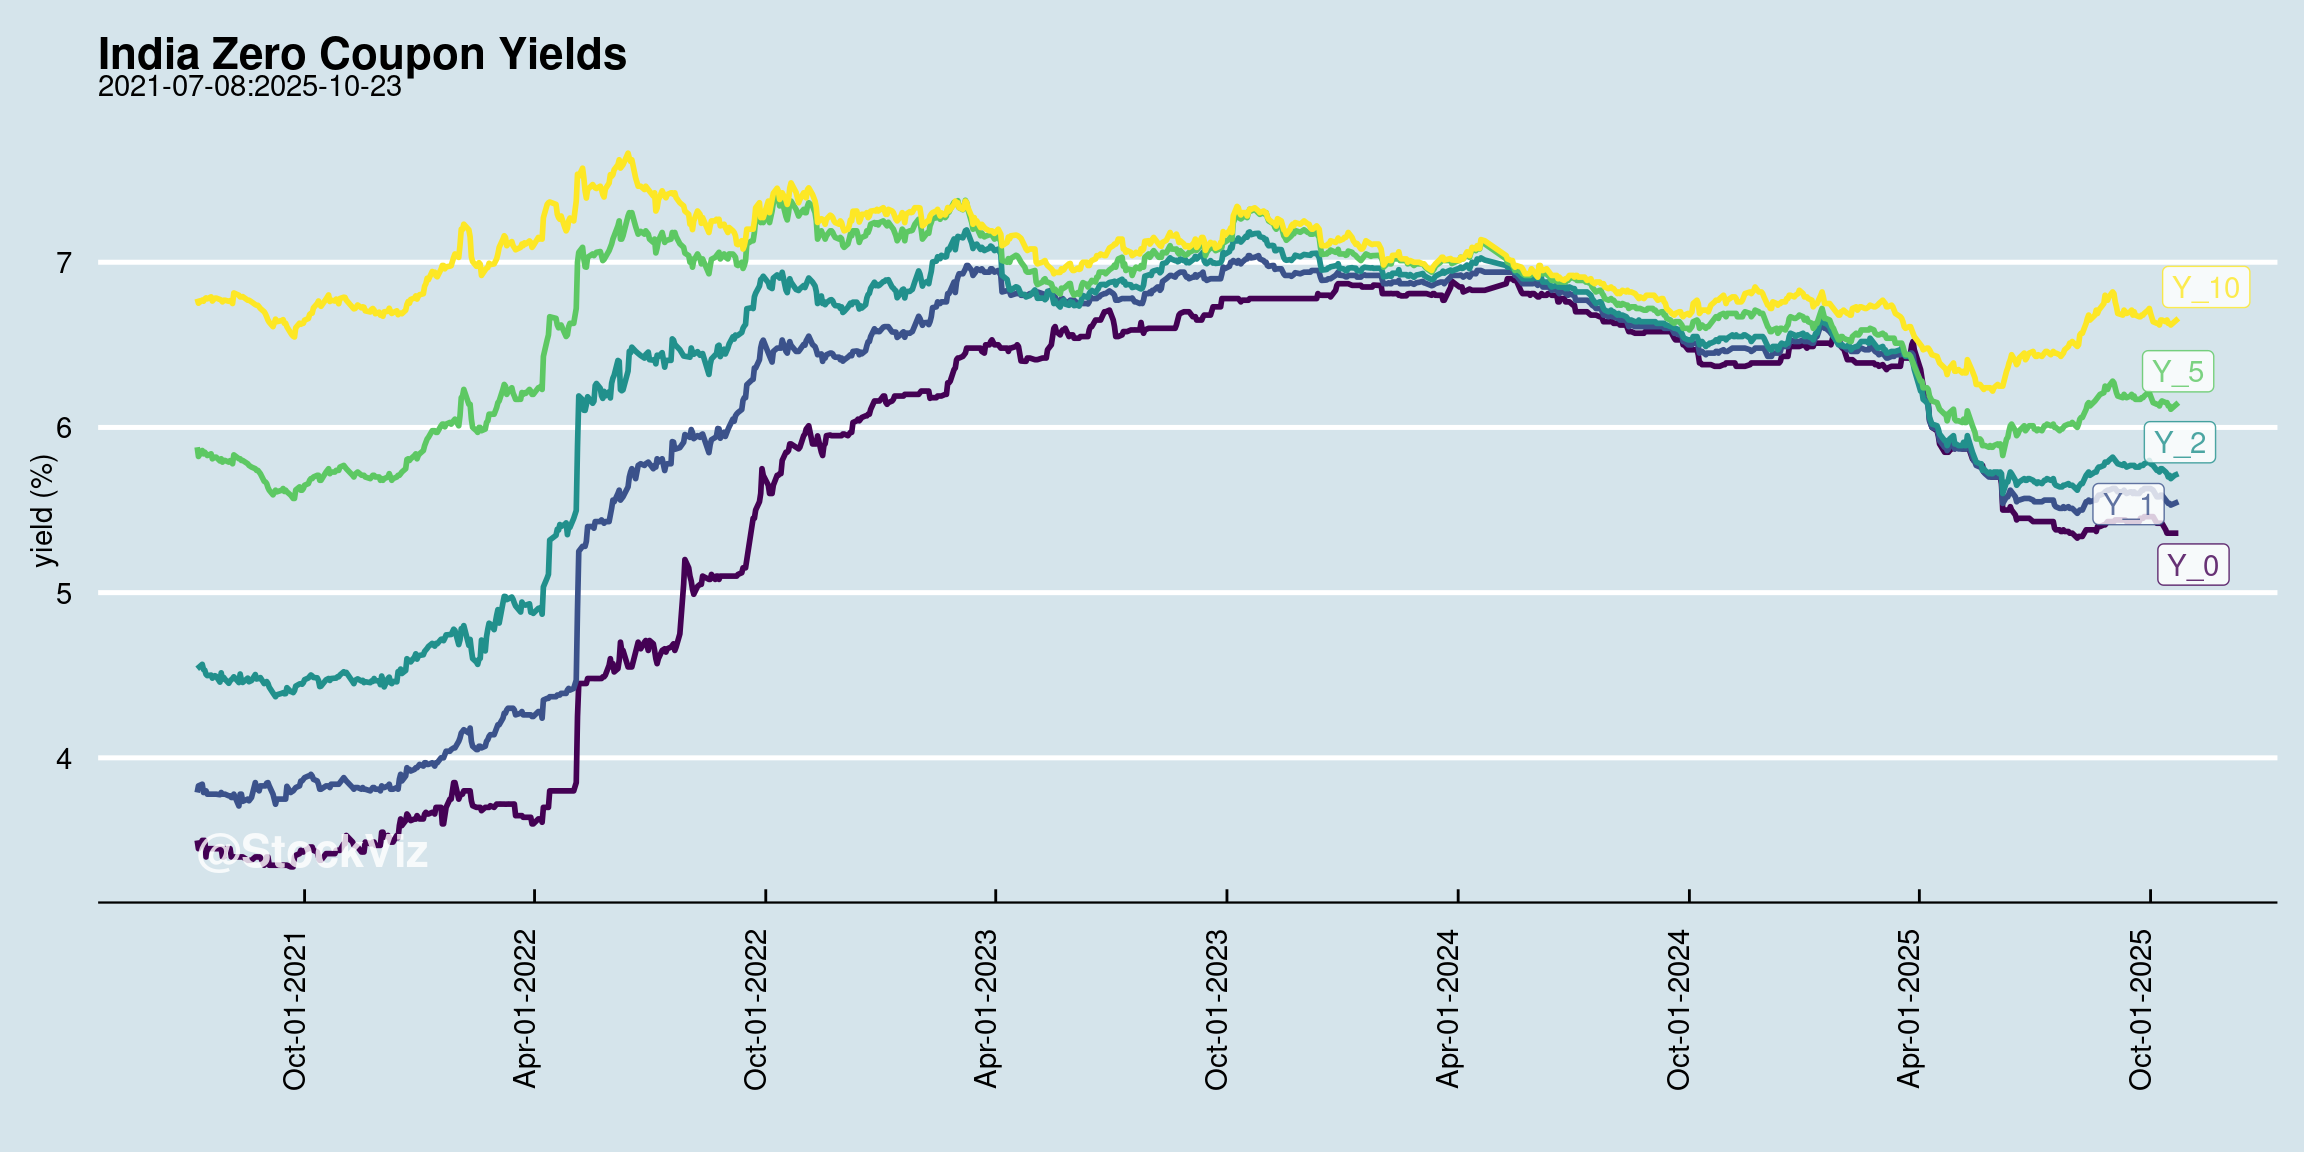 India Zero Coupon Yields
2021-07-08:2025-10-23
yield (%)
7
6
5
4
Y_10
Y_5
Y_2
Y_1
Y_0
@StockViz
Oct-01-2021
Apr-01-2022
Oct-01-2022
Apr-01-2023
Oct-01-2023
Apr-01-2024
Oct-01-2024
Apr-01-2025
Oct-01-2025